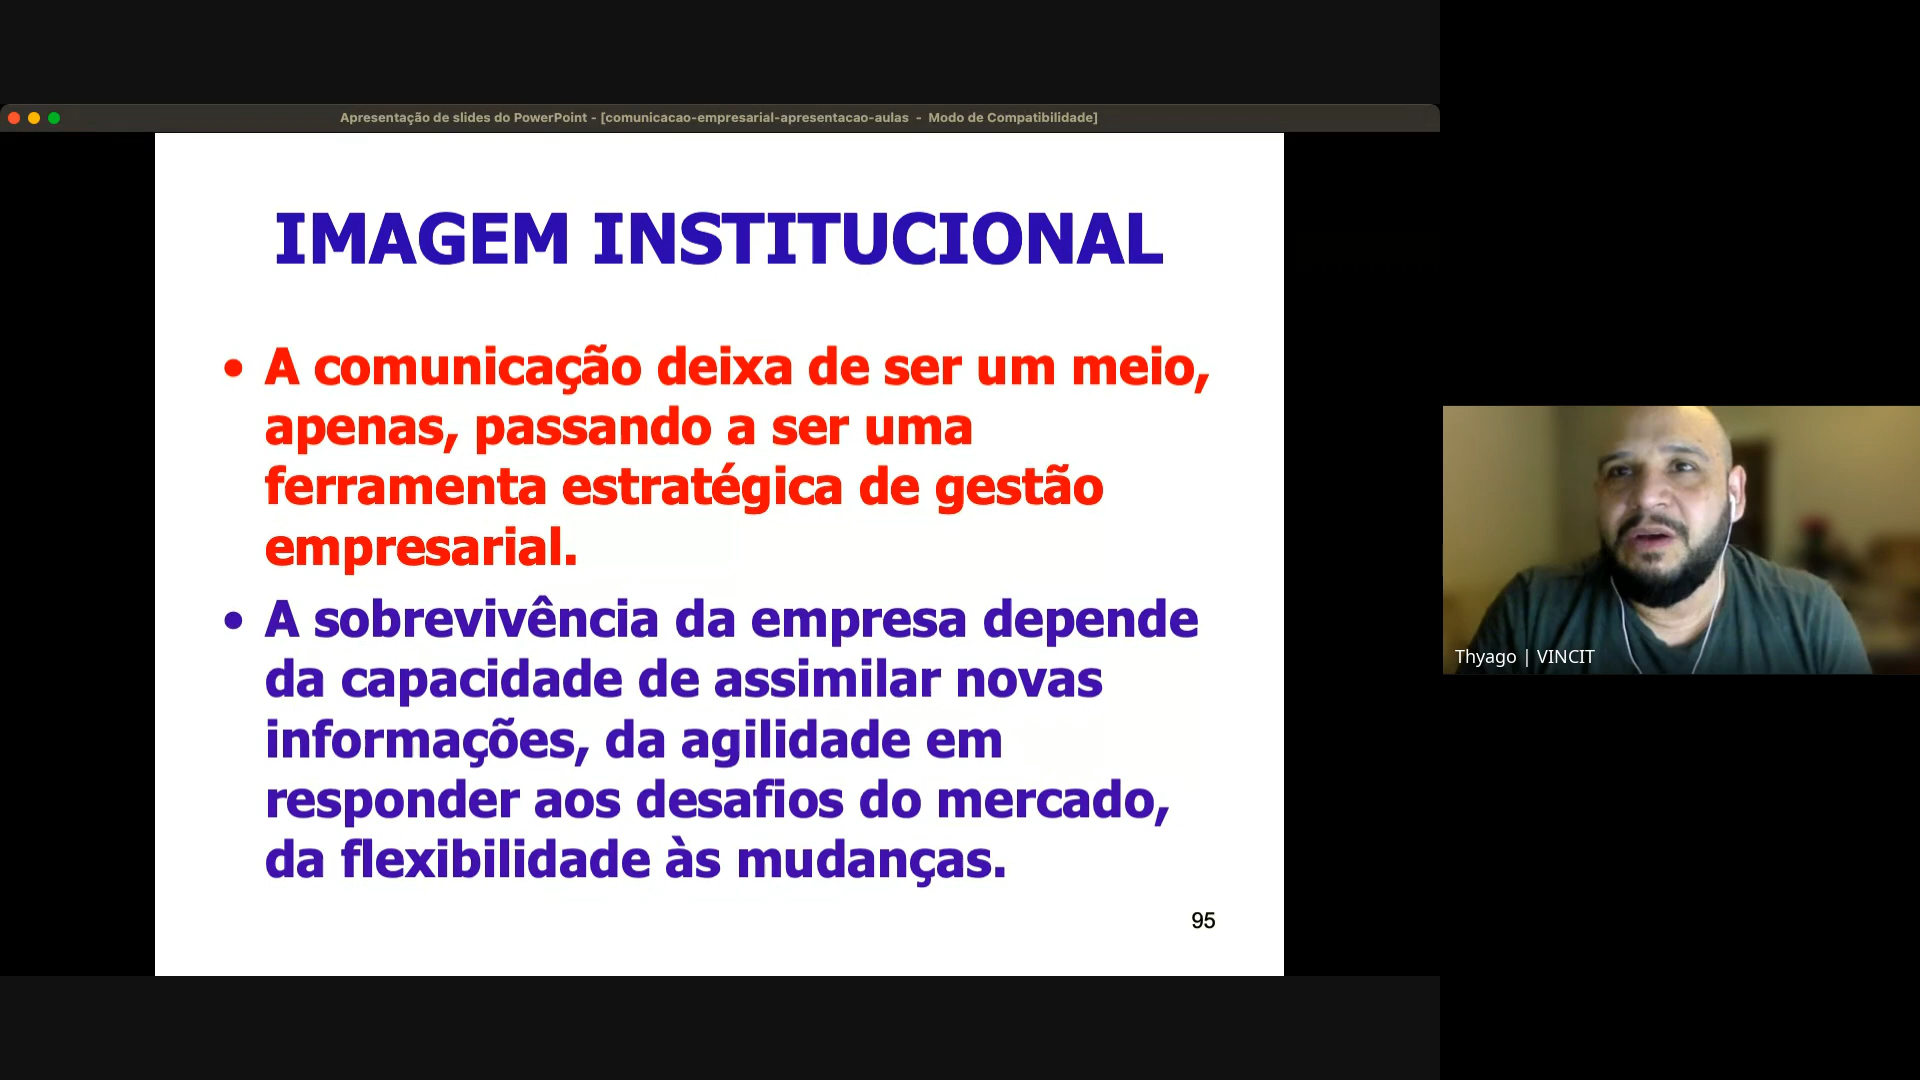 Apresentação de slides do PowerPoint - [comunicacao-empresarial-apresentacao-aulas - Modo de Compatibilidade]
IMAGEM INSTITUCIONAL
• A comunicação deixa de ser um meio,
apenas, passando a ser uma
ferramenta estratégica de gestão
empresarial.
• A sobrevivência da empresa depende
da capacidade de assimilar novas
informações, da agilidade em
responder aos desafios do mercado,
da flexibilidade às mudanças.
95
Thyago | VINCIT